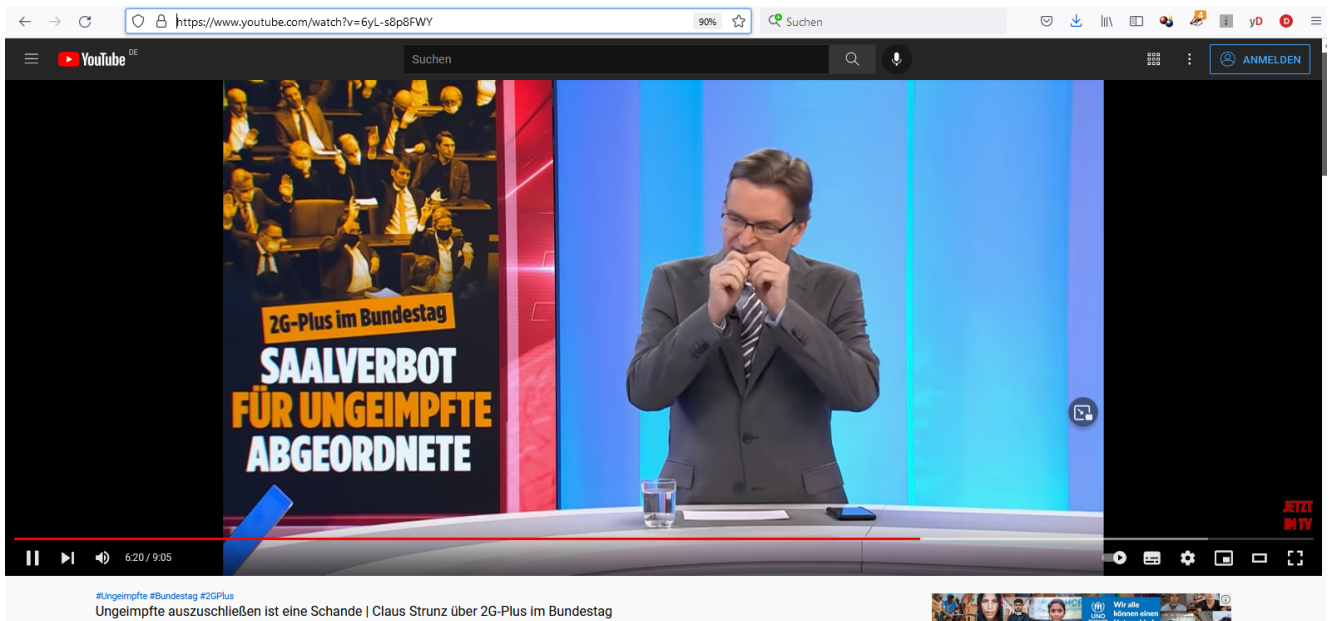 https://www.youtube.com/watch?v=6yL-s8p8FWY
90%
Suchen
YouTube DE
Suchen
ANMELDEN
2G-Plus im Bundestag
SAALVERBOT
FÜR UNGEIMPFTE
ABGEORDNETE
JETZT
IM TV
6:20 / 9:05
#Ungeimpfte #Bundestag #2GPlus
Ungeimpfte auszuschließen ist eine Schande | Claus Strunz über 2G-Plus im Bundestag
UNO
Wir alle
können einen